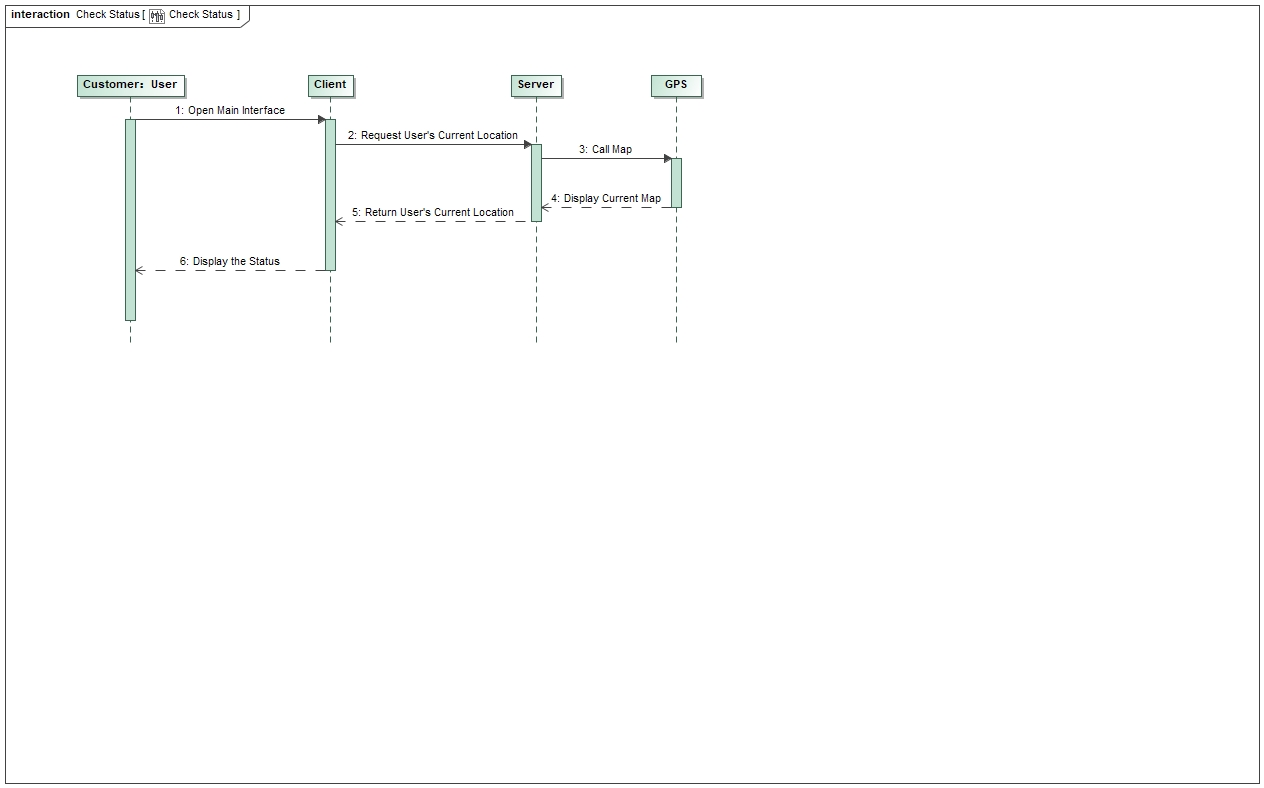 interaction Check Status [ Check Status ]
Customer: User Client Server GPS
1: Open Main Interface
2: Request User's Current Location
3: Call Map
4: Display Current Map
5: Return User's Current Location
6: Display the Status